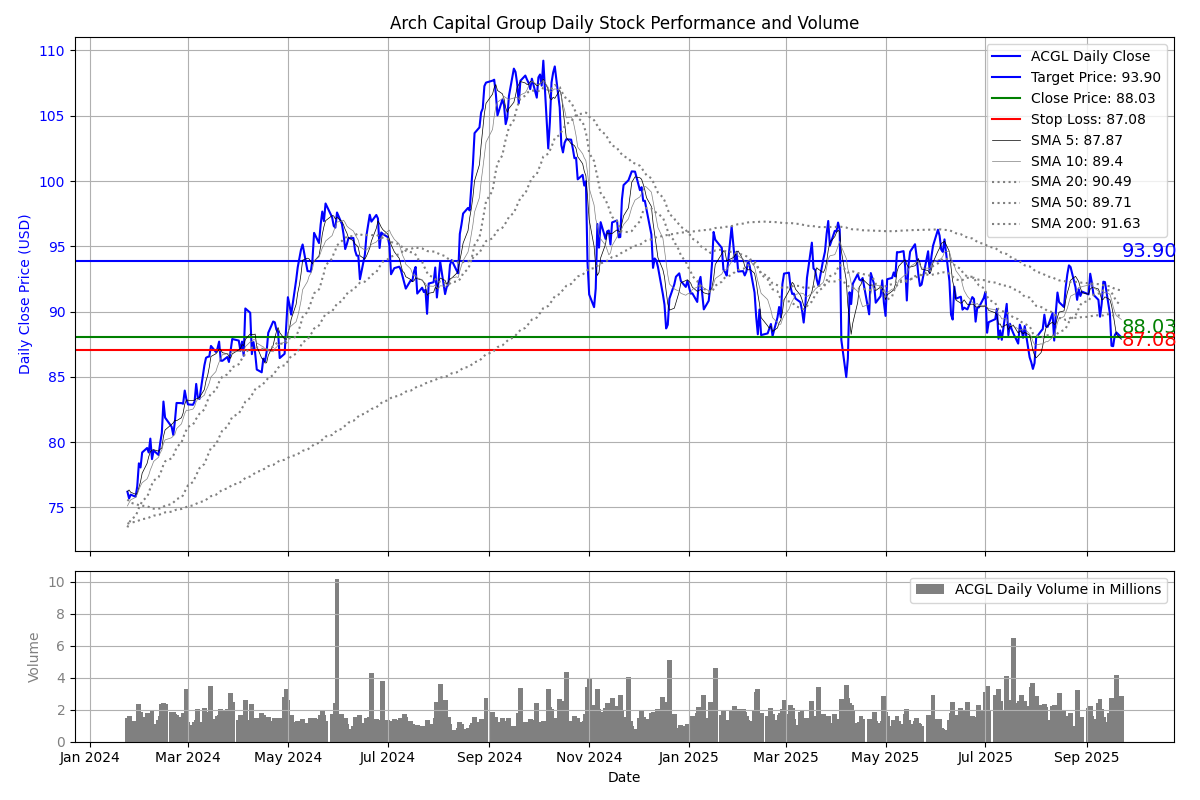 Arch Capital Group Daily Stock Performance and Volume
Daily Close Price (USD)
110
105
100
95
90
85
80
75
ACGL Daily Close
Target Price: 93.90
Close Price: 88.03
Stop Loss: 87.08
SMA 5: 87.87
SMA 10: 89.4
SMA 20: 90.49
SMA 50: 89.71
SMA 200: 91.63
93.90
88.03
87.08
Volume
10
8
6
4
2
0
ACGL Daily Volume in Millions
Jan 2024
Mar 2024
May 2024
Jul 2024
Sep 2024
Nov 2024
Jan 2025
Mar 2025
May 2025
Jul 2025
Sep 2025
Date